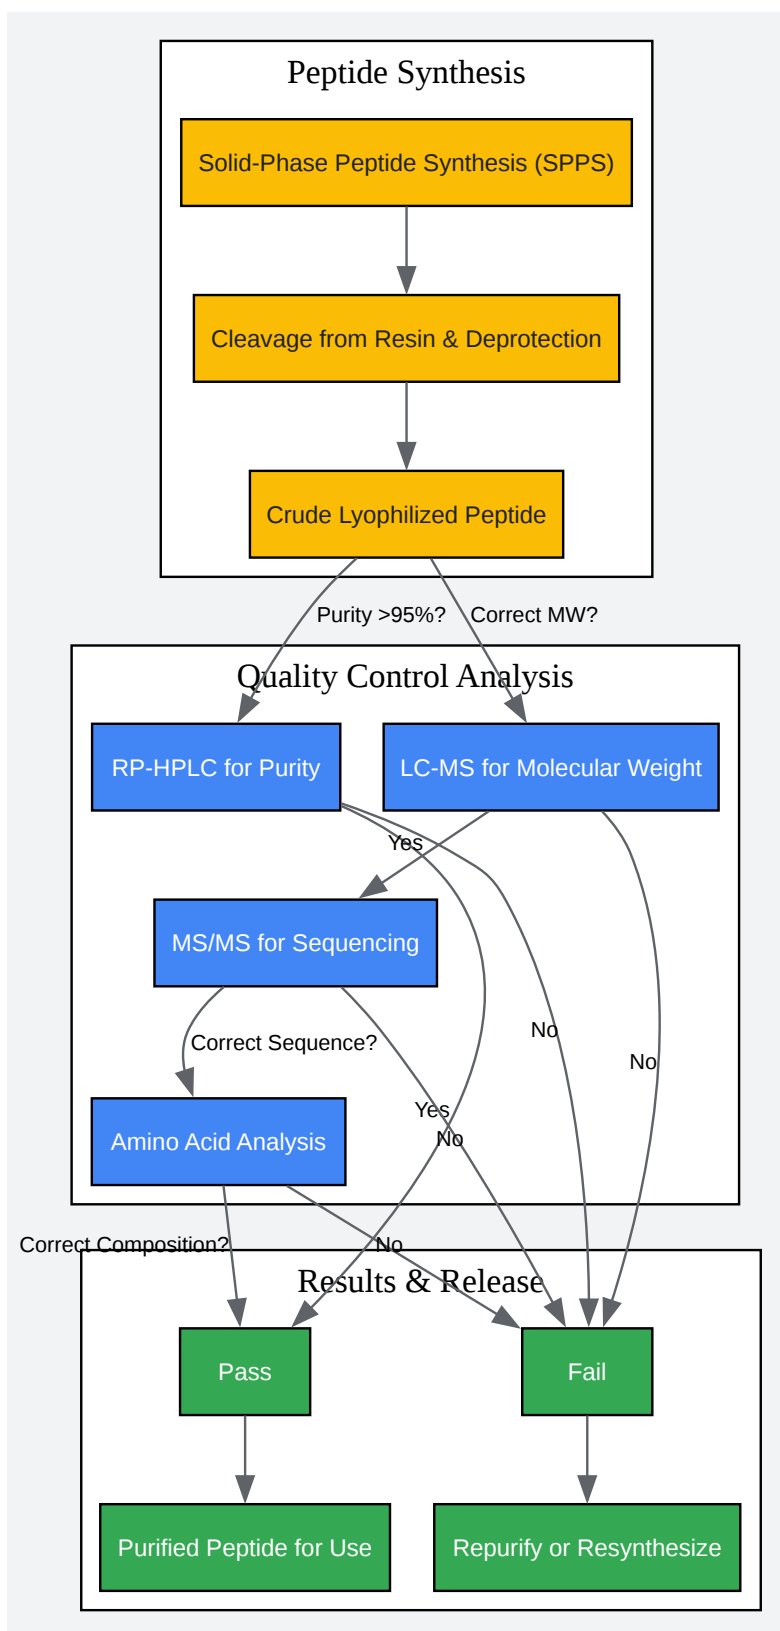 Peptide Synthesis
Solid-Phase Peptide Synthesis (SPPS)
Cleavage from Resin & Deprotection
Crude Lyophilized Peptide
Purity >95%?
Correct MW?
Quality Control Analysis
RP-HPLC for Purity
LC-MS for Molecular Weight
Yes
MS/MS for Sequencing
No
Correct Sequence?
No
Yes
No
Amino Acid Analysis
Correct Composition?
No
Results & Release
Pass
Fail
Purified Peptide for Use
Repurify or Resynthesize